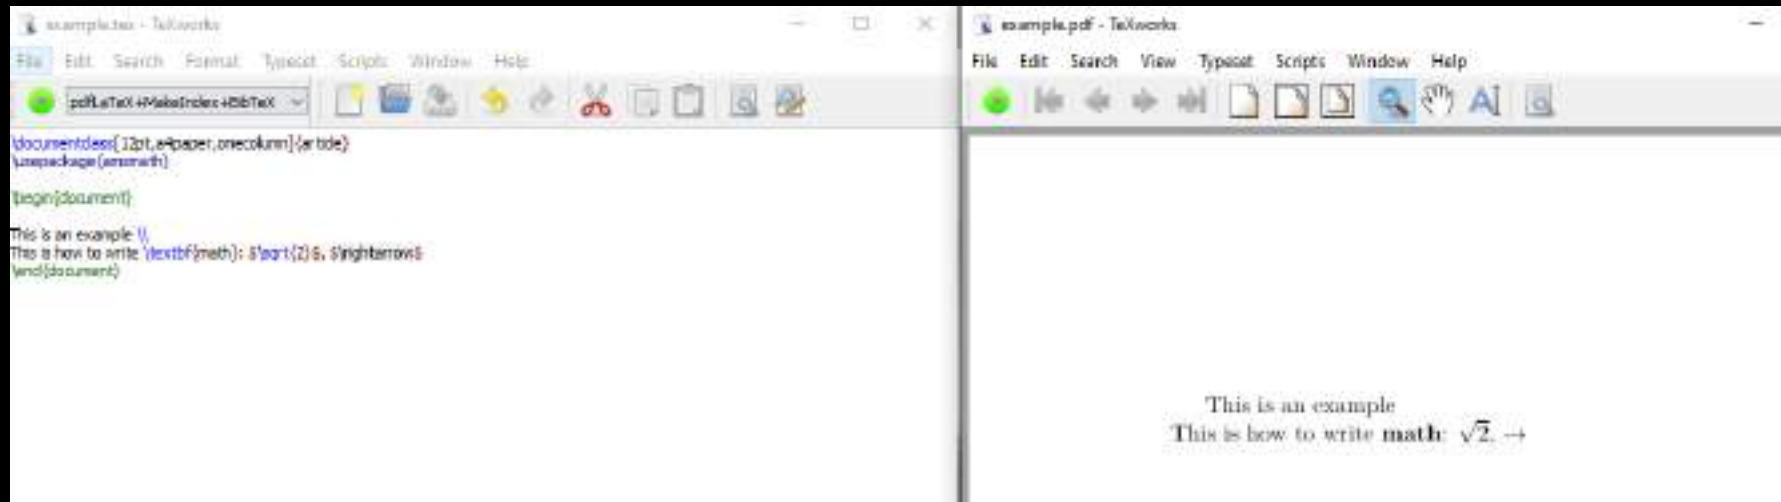 example.tex - TeXworks
File Edit Search Format Typeset Scripts Window Help
pdfLaTeX+MakeIndex+BibTeX
\documentclass[12pt,a4paper,onecolumn]{article}
\usepackage{amsmath}
\begin{document}
This is an example \\
This is how to write \textbf{math}: $\sqrt{2}$, $\rightarrow$
\end{document}
example.pdf - TeXworks
File Edit Search View Typeset Scripts Window Help
This is an example
This is how to write math: √2, →